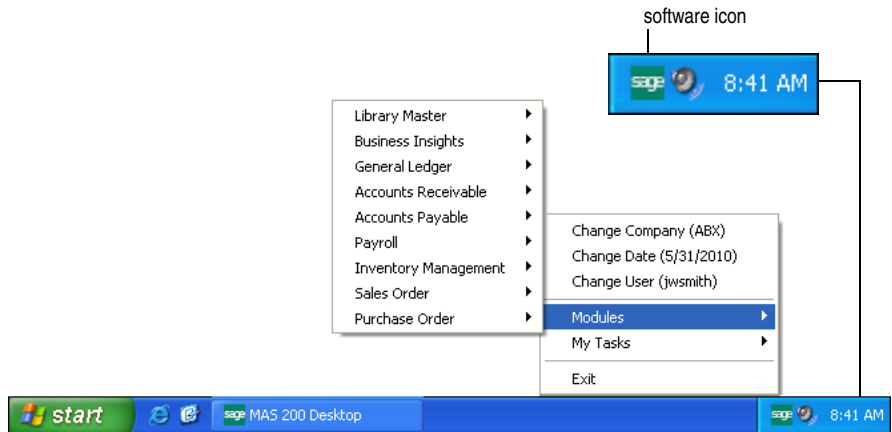 software icon
sage 8:41 AM
Library Master
Business Insights
General Ledger
Accounts Receivable
Accounts Payable
Payroll
Inventory Management
Sales Order
Purchase Order
Change Company (ABX)
Change Date (5/31/2010)
Change User (jwsmith)
Modules
My Tasks
Exit
start
sage MAS 200 Desktop
sage 8:41 AM